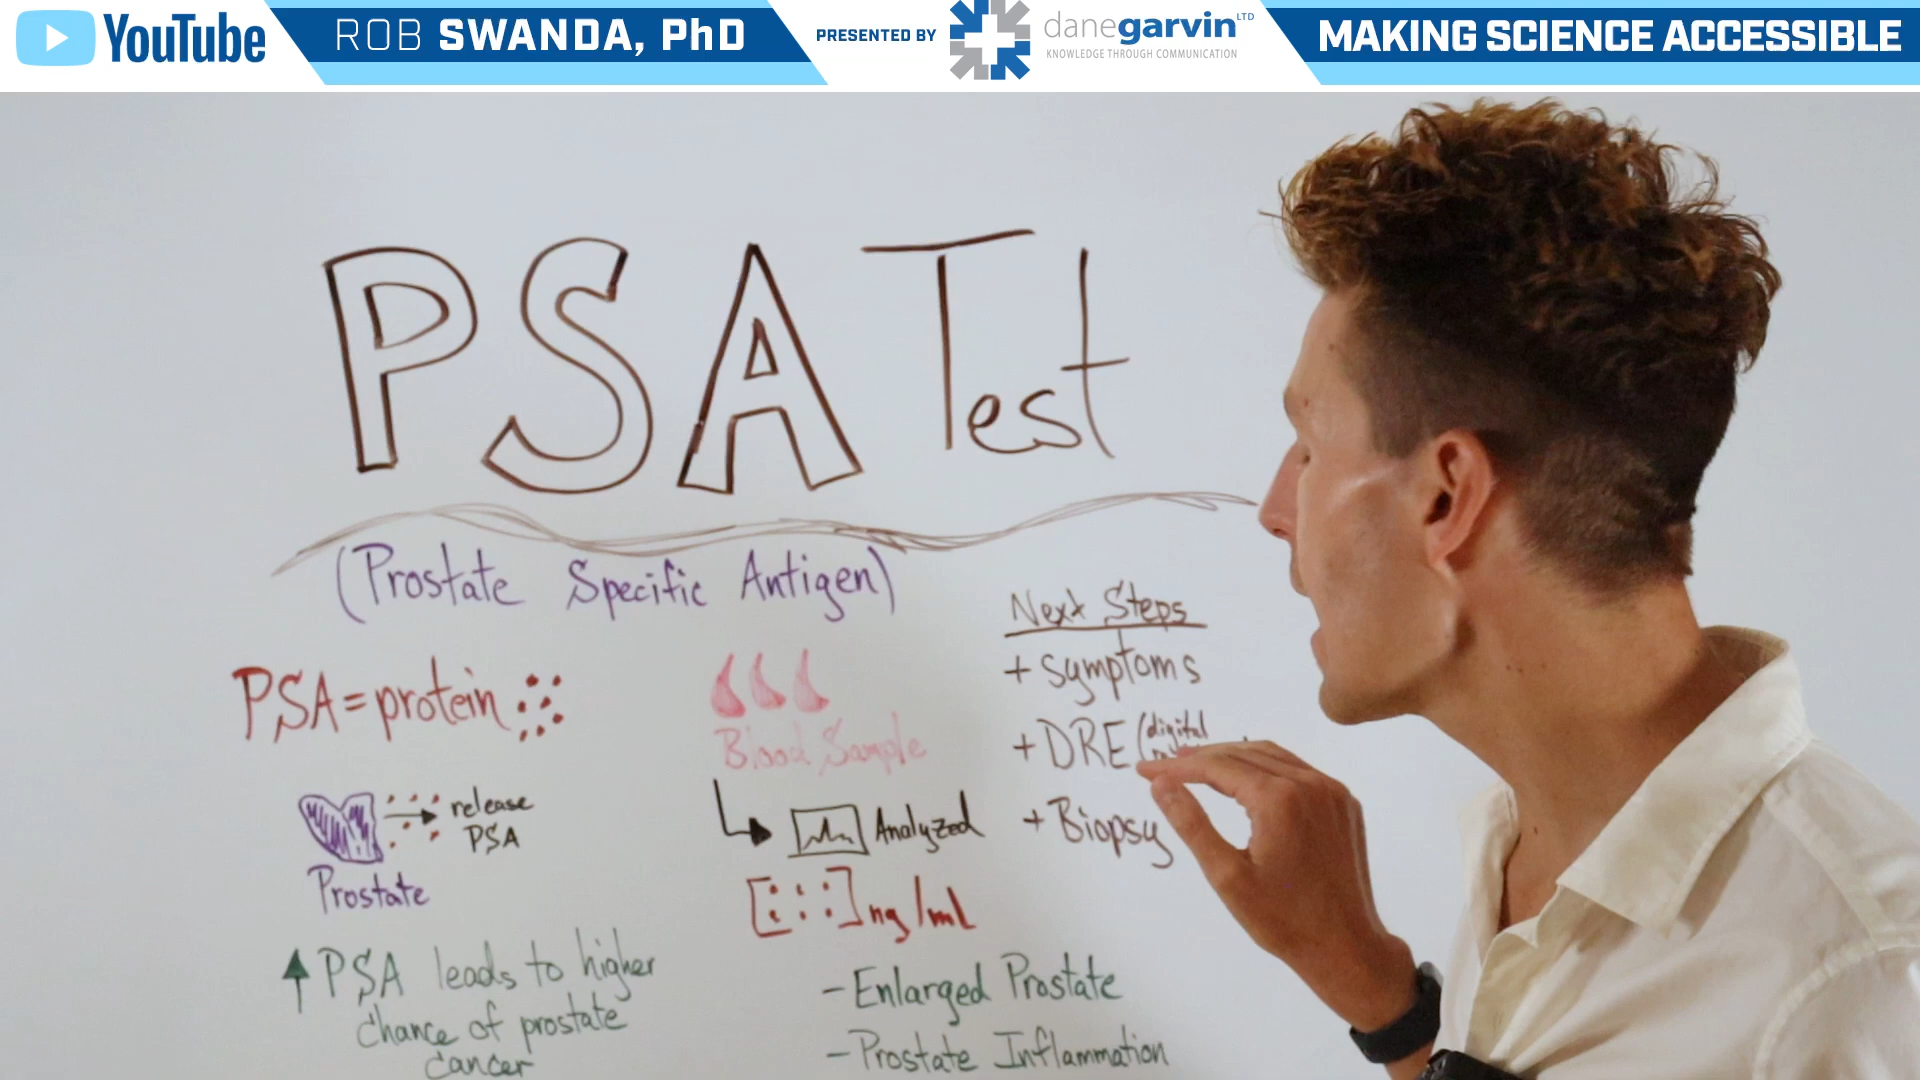 YouTube
ROB SWANDA, PhD
PRESENTED BY
danegarvin LTD
KNOWLEDGE THROUGH COMMUNICATION
MAKING SCIENCE ACCESSIBLE
PSA Test
(Prostate Specific Antigen)
PSA = protein
release
PSA
Prostate
↑ PSA leads to higher
chance of prostate
cancer
Blood Sample
Analyzed
[:::] ng/ml
- Enlarged Prostate
- Prostate Inflammation
Next Steps
+ symptoms
+ DRE (digital
+ Biopsy